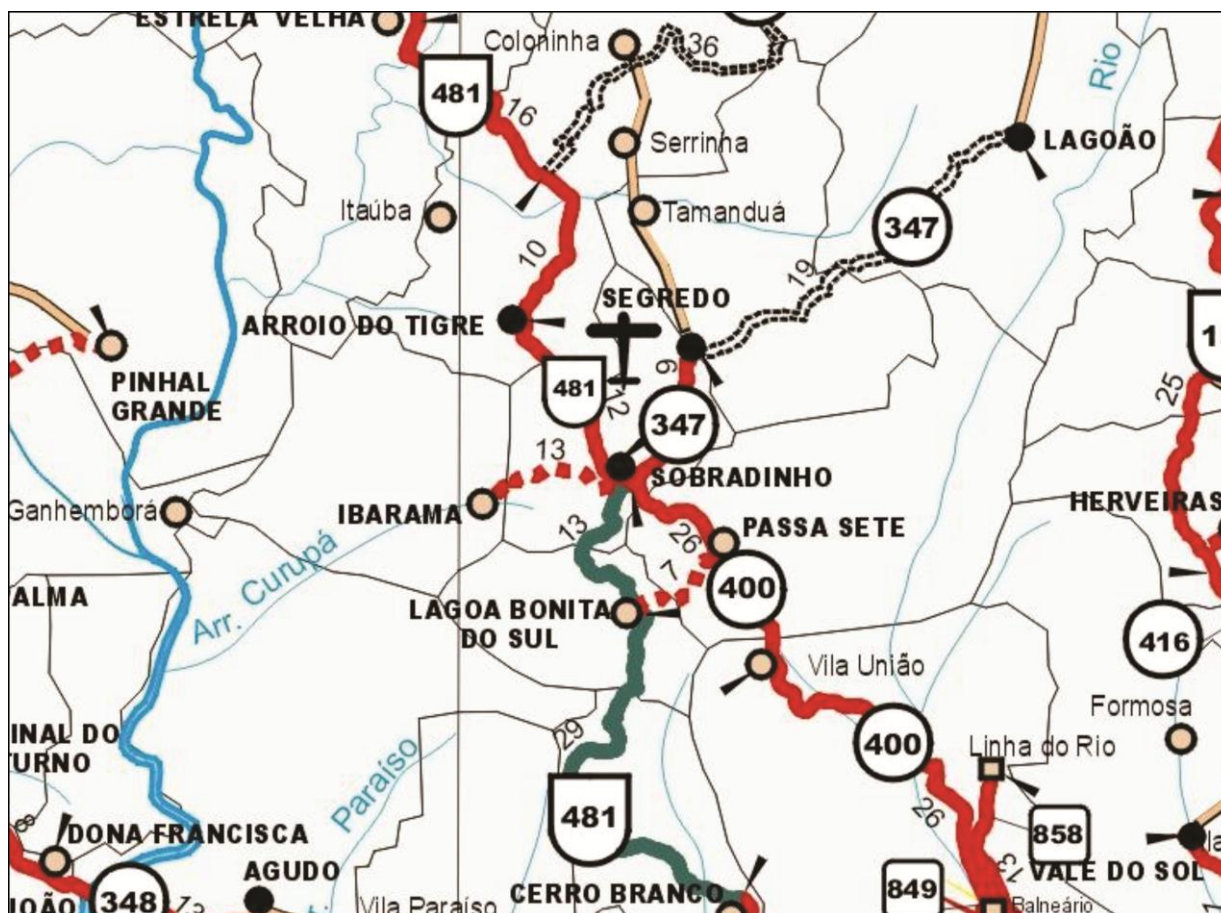 ESTRELA VELHA
481
Coloninha
36
16
Serrinha
Rio
LAGOÃO
Itaúba
Tamanduá
347
10
19
SEGREDO
ARROIO DO TIGRE
PINHAL
GRANDE
481
12
347
25
13
SOBRADINHO
IBARAMA
Ganhemborá
HERVEIRAS
PASSA SETE
13
26
7
400
Arr. Curupá
ALMA
LAGOA BONITA
DO SUL
416
Vila União
Formosa
INAL DO
TURNO
29
400
Linha do Rio
Paraíso
26
481
858
DONA FRANCISCA
AGUDO
13
VALE DO SOL
849
CERRO BRANCO
348
Vila Paraíso
Balneário